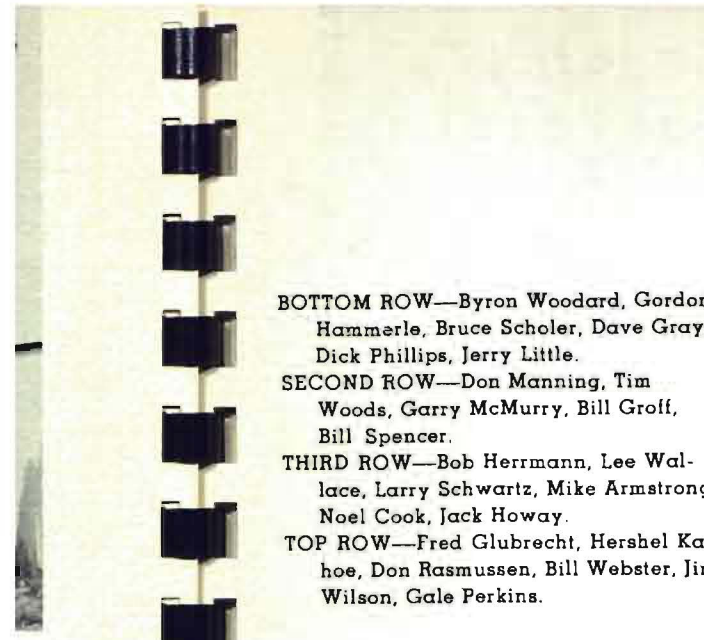 BOTTOM ROW—Byron Woodard, Gordon
Hammerle, Bruce Scholer, Dave Gray
Dick Phillips, Jerry Little.
SECOND ROW—Don Manning, Tim
Woods, Garry McMurry, Bill Groff,
Bill Spencer.
THIRD ROW—Bob Herrmann, Lee Wal-
lace, Larry Schwartz, Mike Armstrong
Noel Cook, Jack Howay.
TOP ROW—Fred Glubrecht, Hershel Ka
hoe, Don Rasmussen, Bill Webster, Jim
Wilson, Gale Perkins.